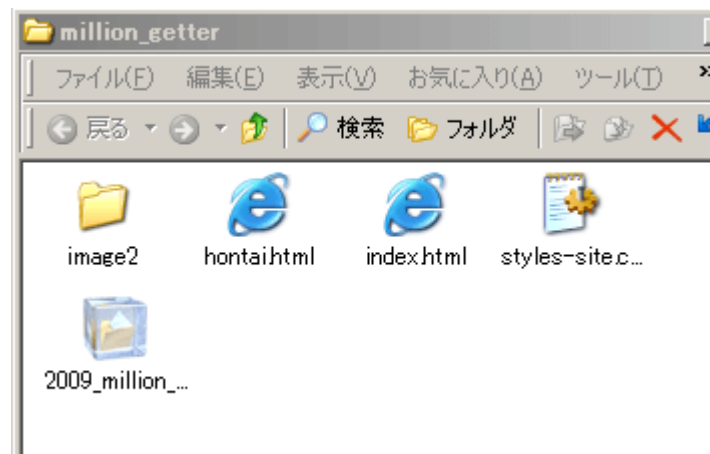 million_getter
ファイル(F) 編集(E) 表示(V) お気に入り(A) ツール(T) »
戻る 検索 フォルダ
image2 hontai.html index.html styles-site.c...
2009_million_...